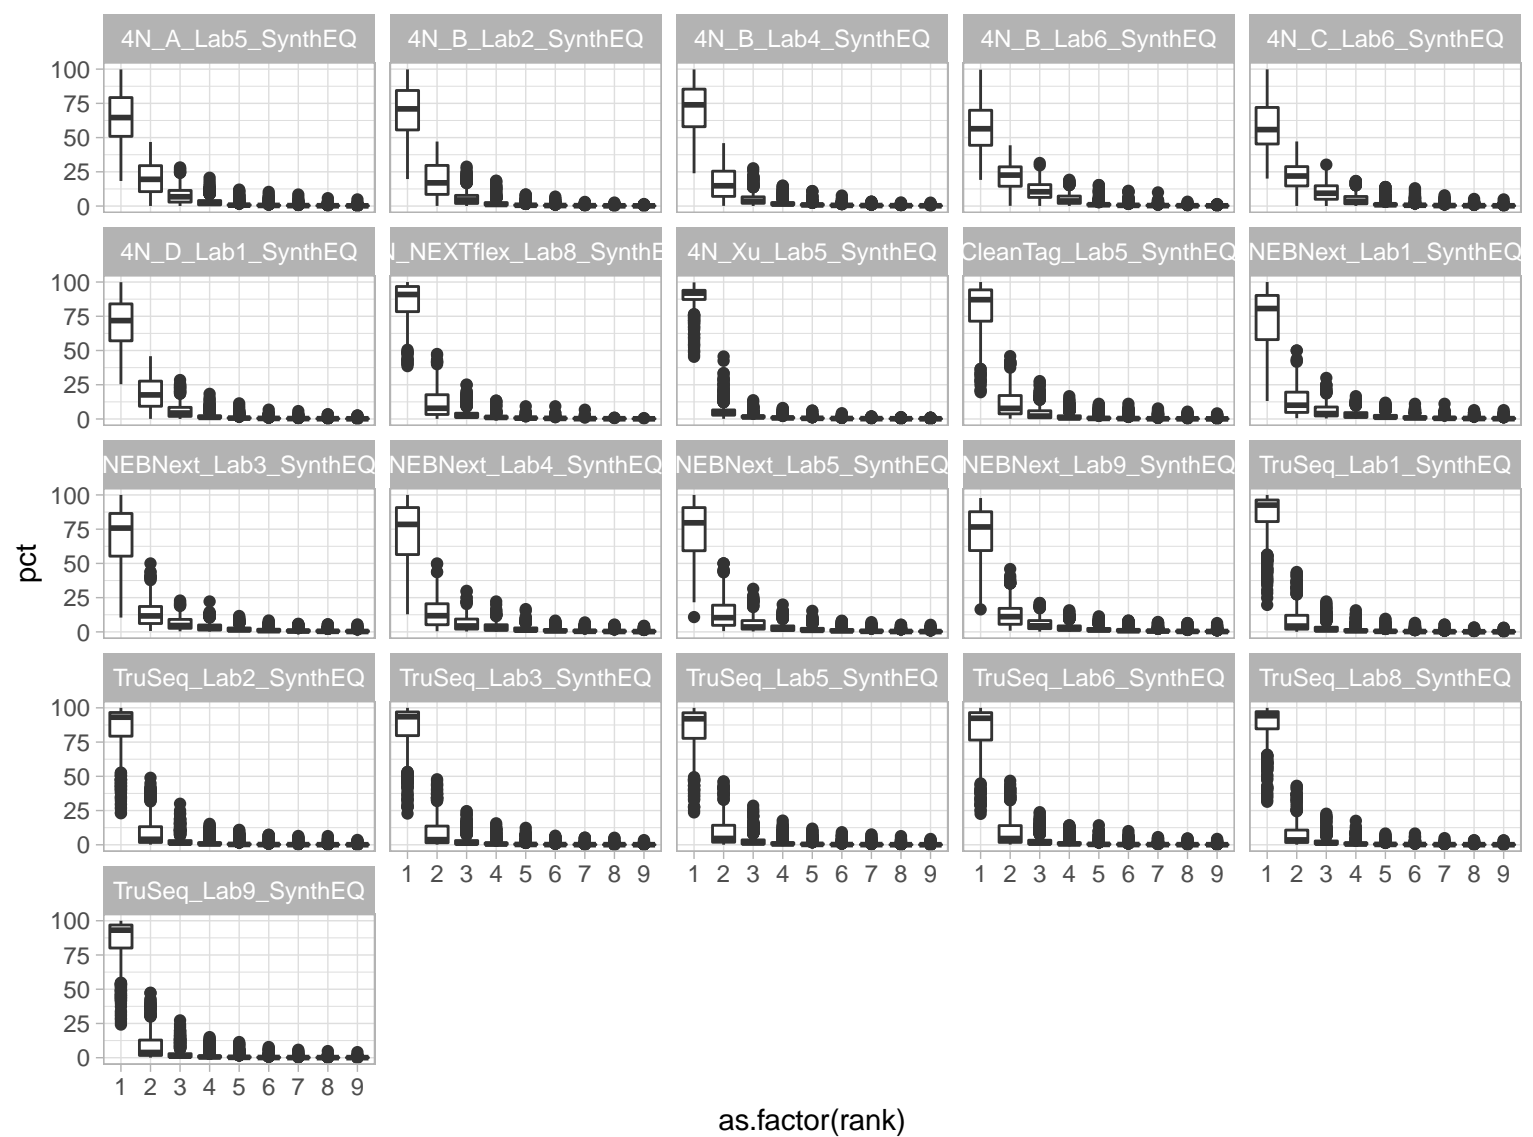 4N_A_Lab5_SynthEQ 4N_B_Lab2_SynthEQ 4N_B_Lab4_SynthEQ 4N_B_Lab6_SynthEQ 4N_C_Lab6_SynthEQ
100
75
50
25
0
4N_D_Lab1_SynthEQ N_NEXTflex_Lab8_SynthE 4N_Xu_Lab5_SynthEQ CleanTag_Lab5_SynthEQ NEBNext_Lab1_SynthEQ
100
75
50
25
0
NEBNext_Lab3_SynthEQ NEBNext_Lab4_SynthEQ NEBNext_Lab5_SynthEQ NEBNext_Lab9_SynthEQ TruSeq_Lab1_SynthEQ
100
75
50
25
0
pct
TruSeq_Lab2_SynthEQ TruSeq_Lab3_SynthEQ TruSeq_Lab5_SynthEQ TruSeq_Lab6_SynthEQ TruSeq_Lab8_SynthEQ
100
75
50
25
0
1 2 3 4 5 6 7 8 9 1 2 3 4 5 6 7 8 9 1 2 3 4 5 6 7 8 9 1 2 3 4 5 6 7 8 9
TruSeq_Lab9_SynthEQ
100
75
50
25
0
1 2 3 4 5 6 7 8 9
as.factor(rank)